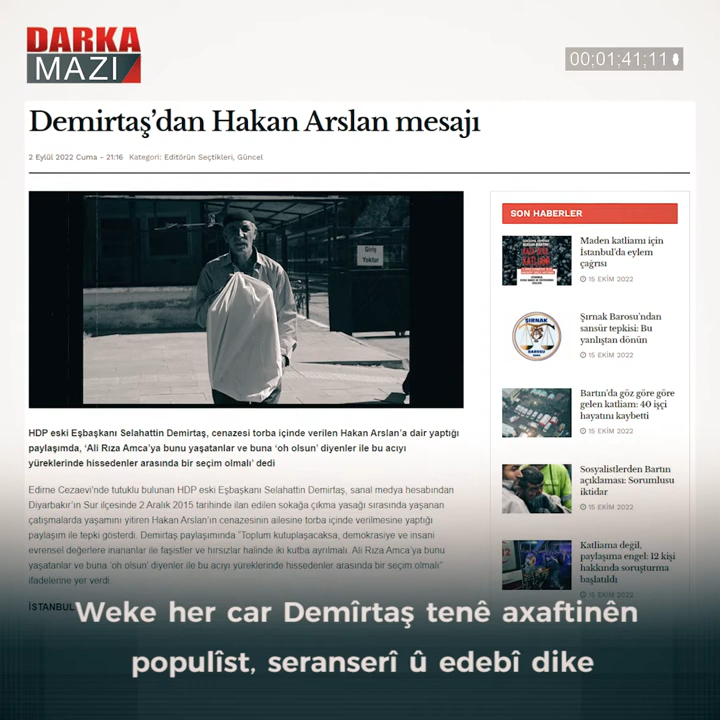 DARKA
MAZI
00;01;41;11
Demirtaş’dan Hakan Arslan mesajı
2 Eylül 2022 Cuma - 21:16 Kategori: Editörün Seçtikleri, Güncel
Giriş
Yoktur
HDP eski Eşbaşkanı Selahattin Demirtaş, cenazesi torba içinde verilen Hakan Arslan’a dair yaptığı
paylaşımda, ‘Ali Rıza Amca’ya bunu yaşatanlar ve buna ‘oh olsun’ diyenler ile bu acıyı
yüreklerinde hissedenler arasında bir seçim olmalı’ dedi
Edirne Cezaevi’nde tutuklu bulunan HDP eski Eşbaşkanı Selahattin Demirtaş, sanal medya hesabından
Diyarbakır’ın Sur ilçesinde 2 Aralık 2015 tarihinde ilan edilen sokağa çıkma yasağı sırasında yaşanan
çatışmalarda yaşamını yitiren Hakan Arslan’ın cenazesinin ailesine torba içinde verilmesine yaptığı
paylaşım ile tepki gösterdi. Demirtaş paylaşımında “Toplum kutuplaşacaksa, demokrasiye ve insani
evrensel değerlere inananlar ile faşistler ve hırsızlar halinde iki kutba ayrılmalı. Ali Rıza Amca’ya bunu
yaşatanlar ve buna ‘oh olsun’ diyenler ile bu acıyı yüreklerinde hissedenler arasında bir seçim olmalı”
ifadelerine yer verdi.
İSTANBUL
SON HABERLER
Maden katliamı için
İstanbul’da eylem
çağrısı
15 EKIM 2022
ŞIRNAK
BAROSU
Şırnak Barosu’ndan
sansür tepkisi: Bu
yanlıştan dönün
15 EKIM 2022
Bartın’da göz göre göre
gelen katliam: 40 işçi
hayatını kaybetti
15 EKIM 2022
Sosyalistlerden Bartın
açıklaması: Sorumlusu
iktidar
15 EKIM 2022
Katliama değil,
paylaşıma engel: 12 kişi
hakkında soruşturma
başlatıldı
15 EKIM 2022
Weke her car Demîrtaş tenê axaftinên
populîst, seranserî û edebî dike